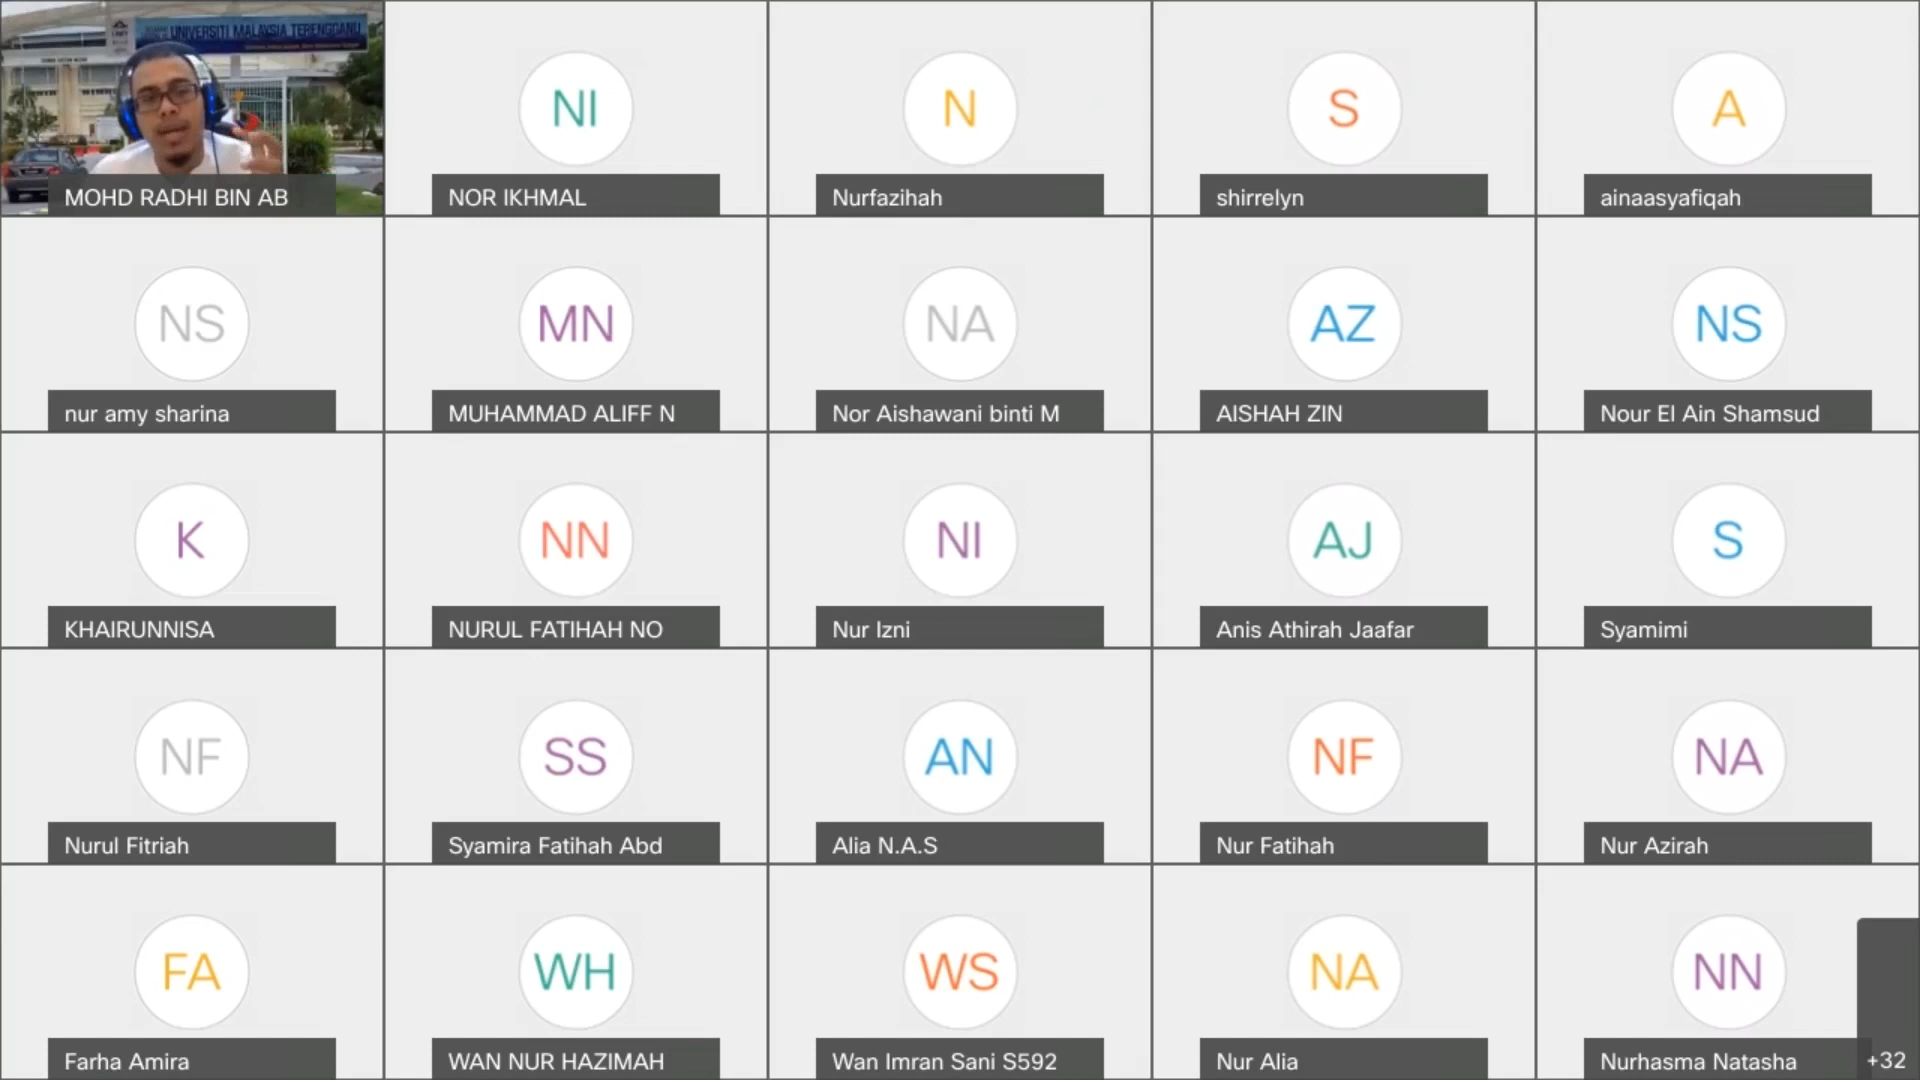 UNIVERSITI MALAYSIA TERENGGANU
MOHD RADHI BIN AB
NI
NOR IKHMAL
N
Nurfazihah
S
shirrelyn
A
ainaasyafiqah
NS
nur amy sharina
MN
MUHAMMAD ALIFF N
NA
Nor Aishawani binti M
AZ
AISHAH ZIN
NS
Nour El Ain Shamsud
K
KHAIRUNNISA
NN
NURUL FATIHAH NO
NI
Nur Izni
AJ
Anis Athirah Jaafar
S
Syamimi
NF
Nurul Fitriah
SS
Syamira Fatihah Abd
AN
Alia N.A.S
NF
Nur Fatihah
NA
Nur Azirah
FA
Farha Amira
WH
WAN NUR HAZIMAH
WS
Wan Imran Sani S592
NA
Nur Alia
NN
Nurhasma Natasha
+32